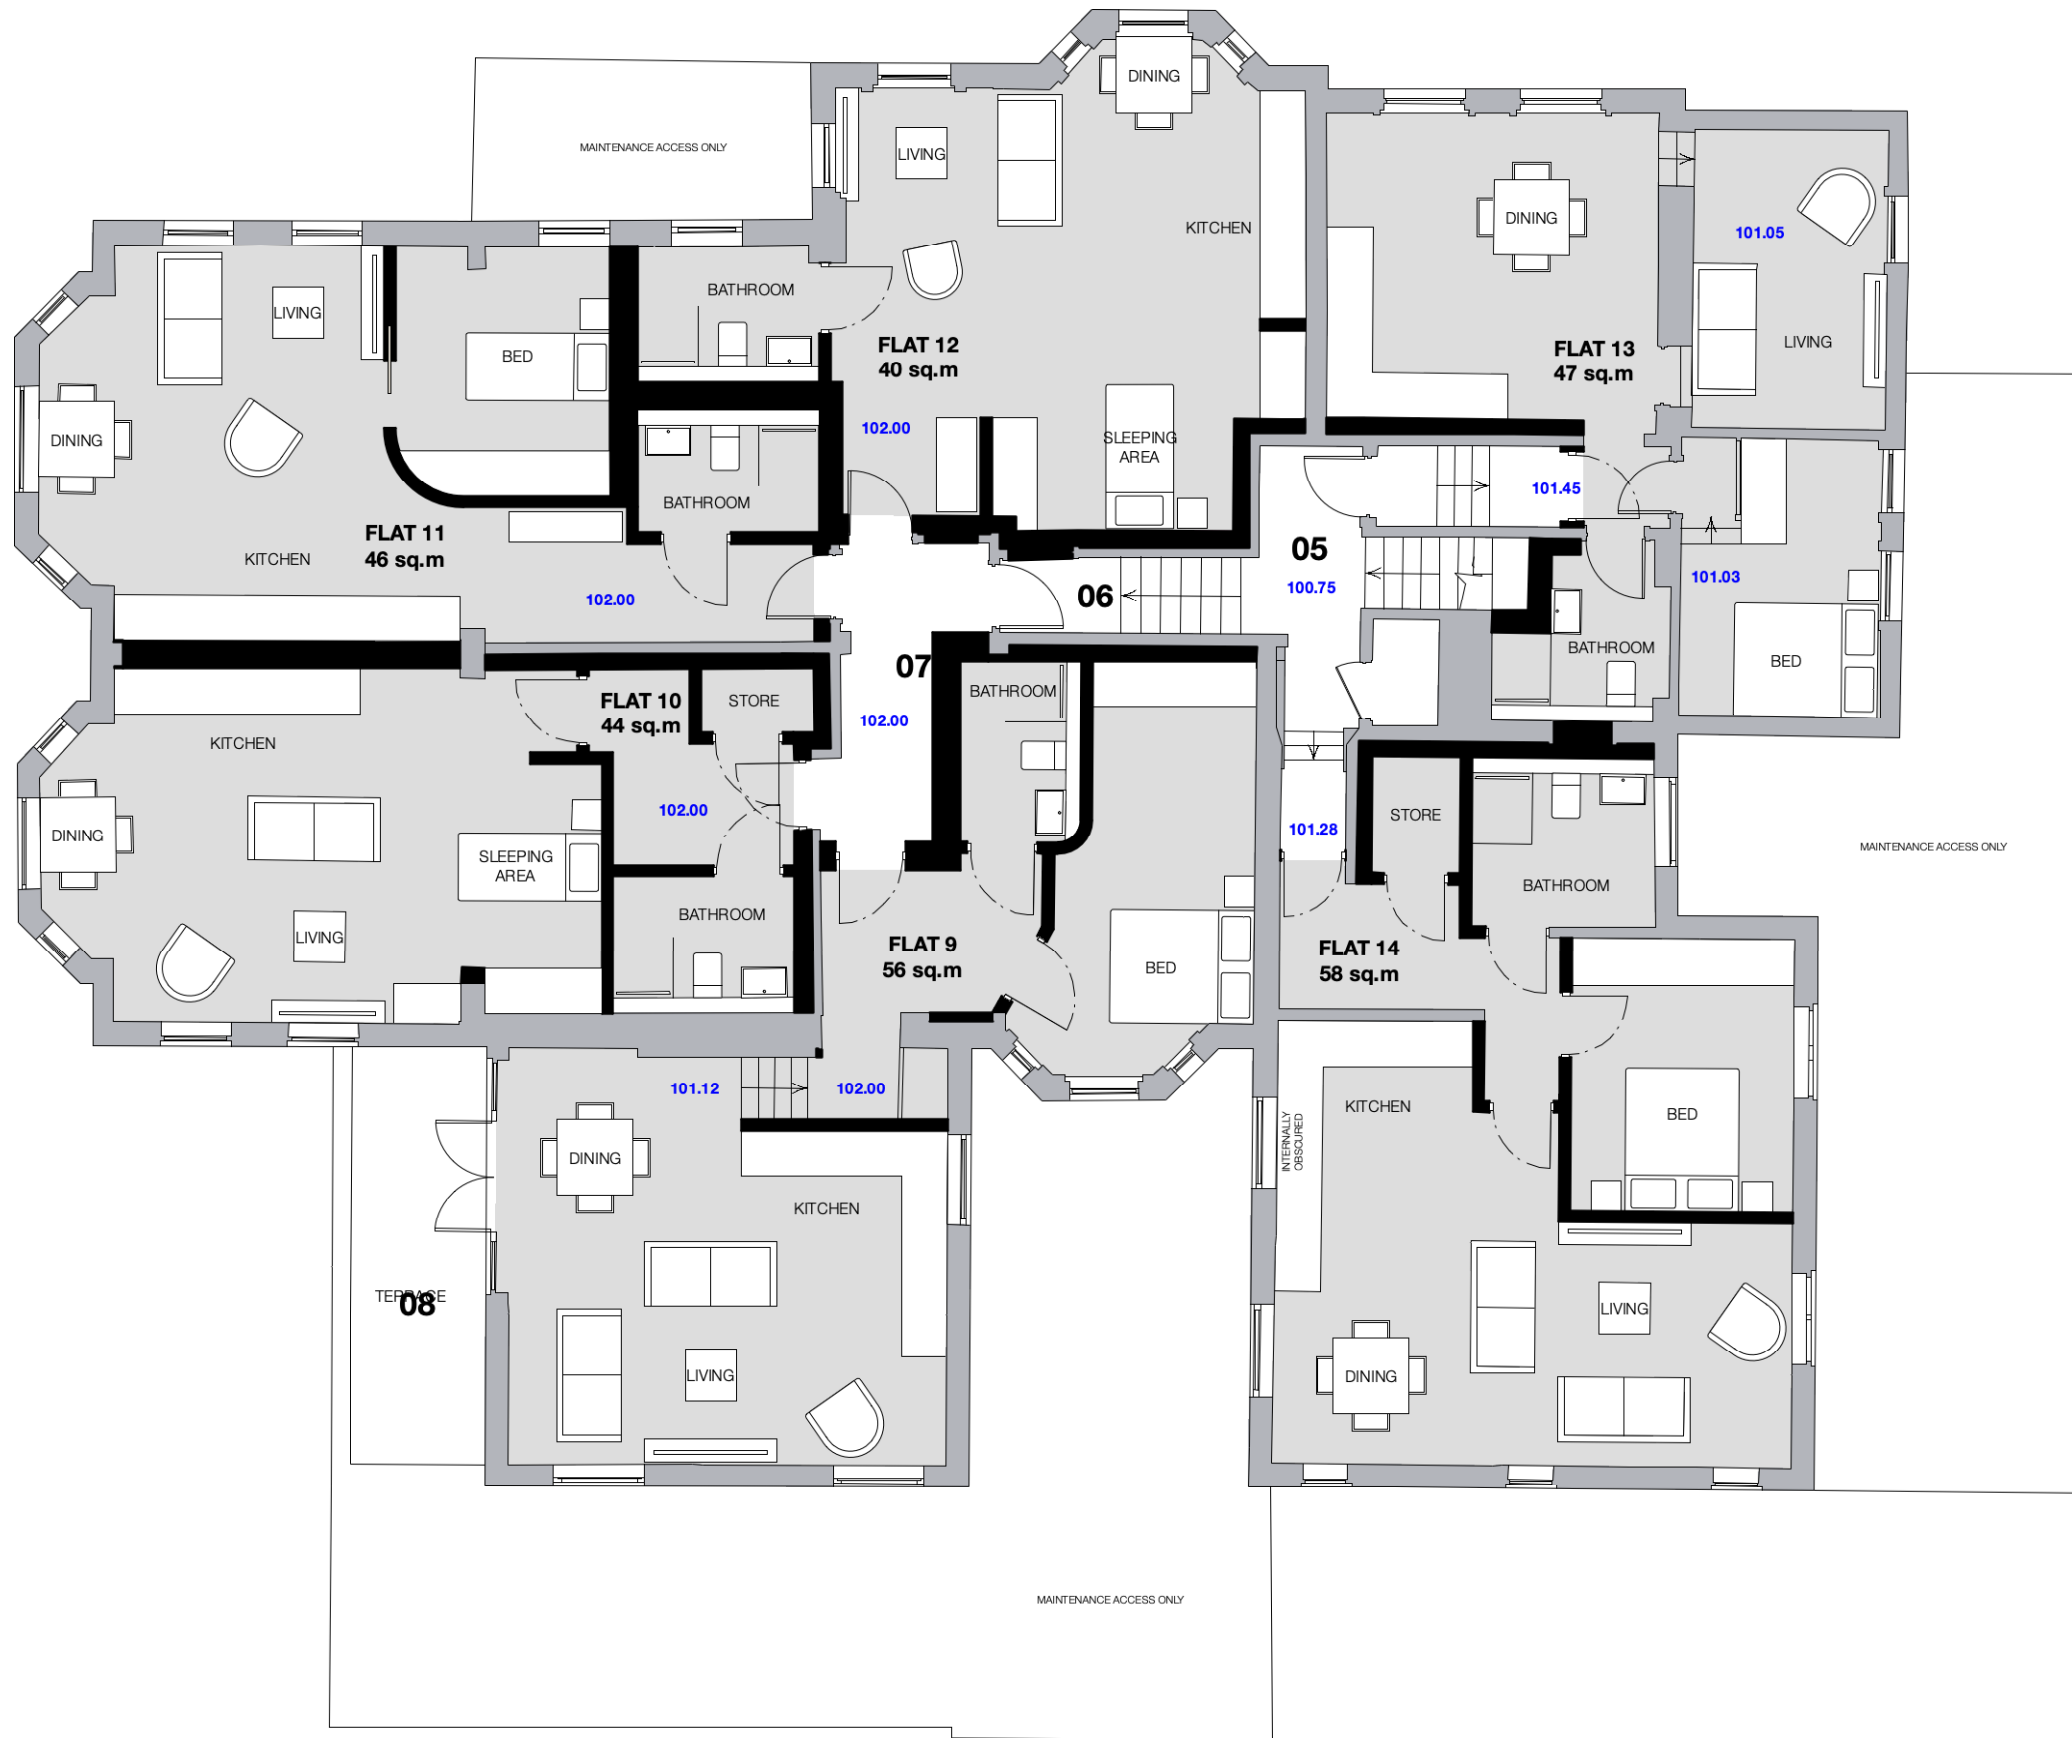 DINING
MAINTENANCE ACCESS ONLY
LIVING
KITCHEN
DINING
101.05
BATHROOM
LIVING
BED
FLAT 12
40 sq.m
FLAT 13
47 sq.m
LIVING
DINING
102.00
SLEEPING
AREA
BATHROOM
101.45
FLAT 11
46 sq.m
KITCHEN
05
102.00
06
100.75
101.03
BATHROOM
BED
07
BATHROOM
FLAT 10
44 sq.m
STORE
102.00
KITCHEN
102.00
STORE
101.28
DINING
MAINTENANCE ACCESS ONLY
SLEEPING
AREA
BATHROOM
BATHROOM
LIVING
FLAT 9
56 sq.m
BED
FLAT 14
58 sq.m
101.12
102.00
KITCHEN
BED
INTERNALLY
OBSCURED
DINING
KITCHEN
TERRACE
08
LIVING
LIVING
DINING
MAINTENANCE ACCESS ONLY